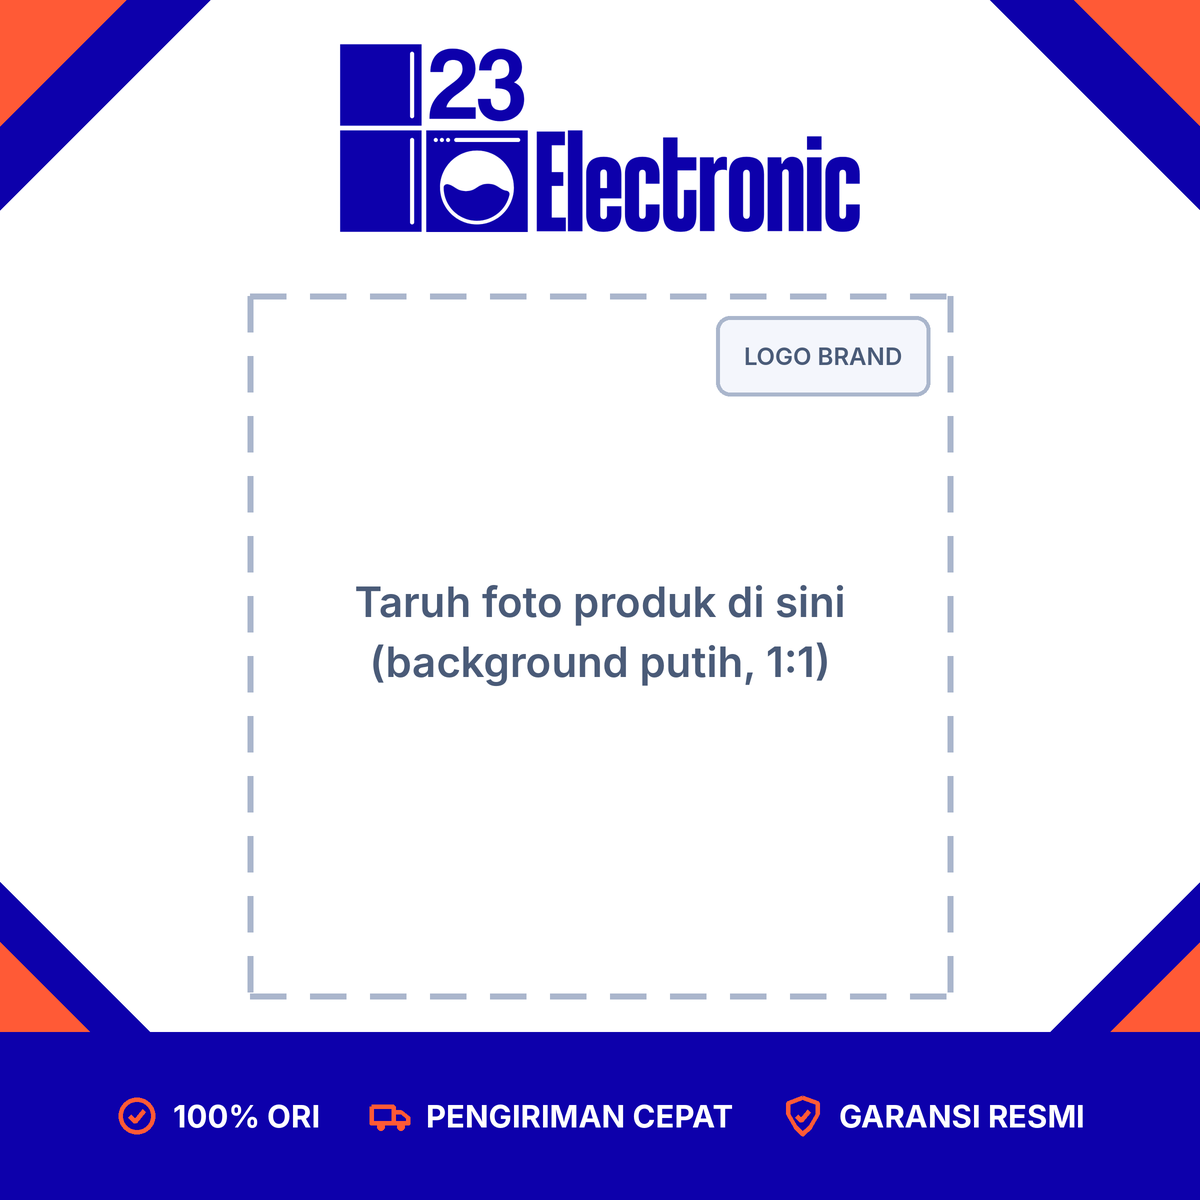 23
Electronic
LOGO BRAND
Taruh foto produk di sini
(background putih, 1:1)
100% ORI
PENGIRIMAN CEPAT
GARANSI RESMI